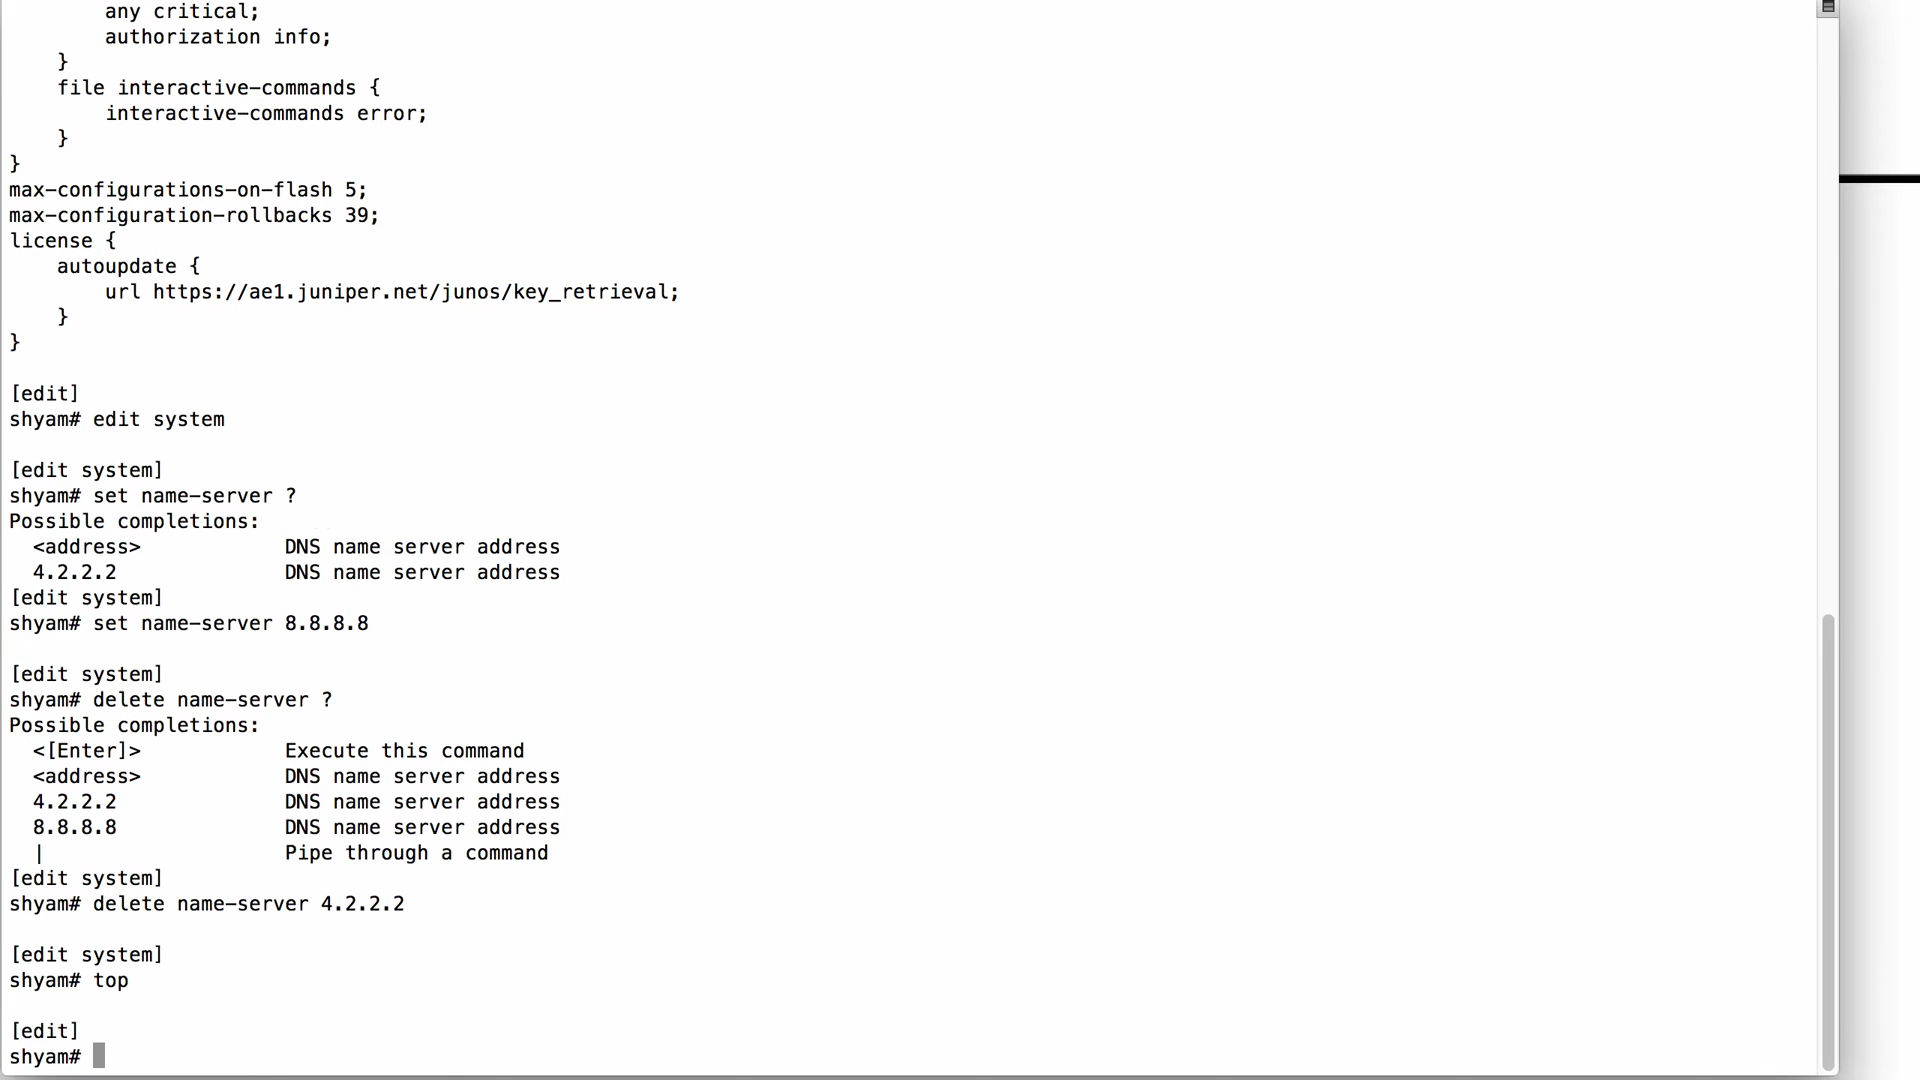 any critical;
authorization info;
}
file interactive-commands {
interactive-commands error;
}
}
max-configurations-on-flash 5;
max-configuration-rollbacks 39;
license {
autoupdate {
url https://ae1.juniper.net/junos/key_retrieval;
}
}
[edit]
shyam# edit system
[edit system]
shyam# set name-server ?
Possible completions:
<address> DNS name server address
4.2.2.2 DNS name server address
[edit system]
shyam# set name-server 8.8.8.8
[edit system]
shyam# delete name-server ?
Possible completions:
<[Enter]> Execute this command
<address> DNS name server address
4.2.2.2 DNS name server address
8.8.8.8 DNS name server address
| Pipe through a command
[edit system]
shyam# delete name-server 4.2.2.2
[edit system]
shyam# top
[edit]
shyam#